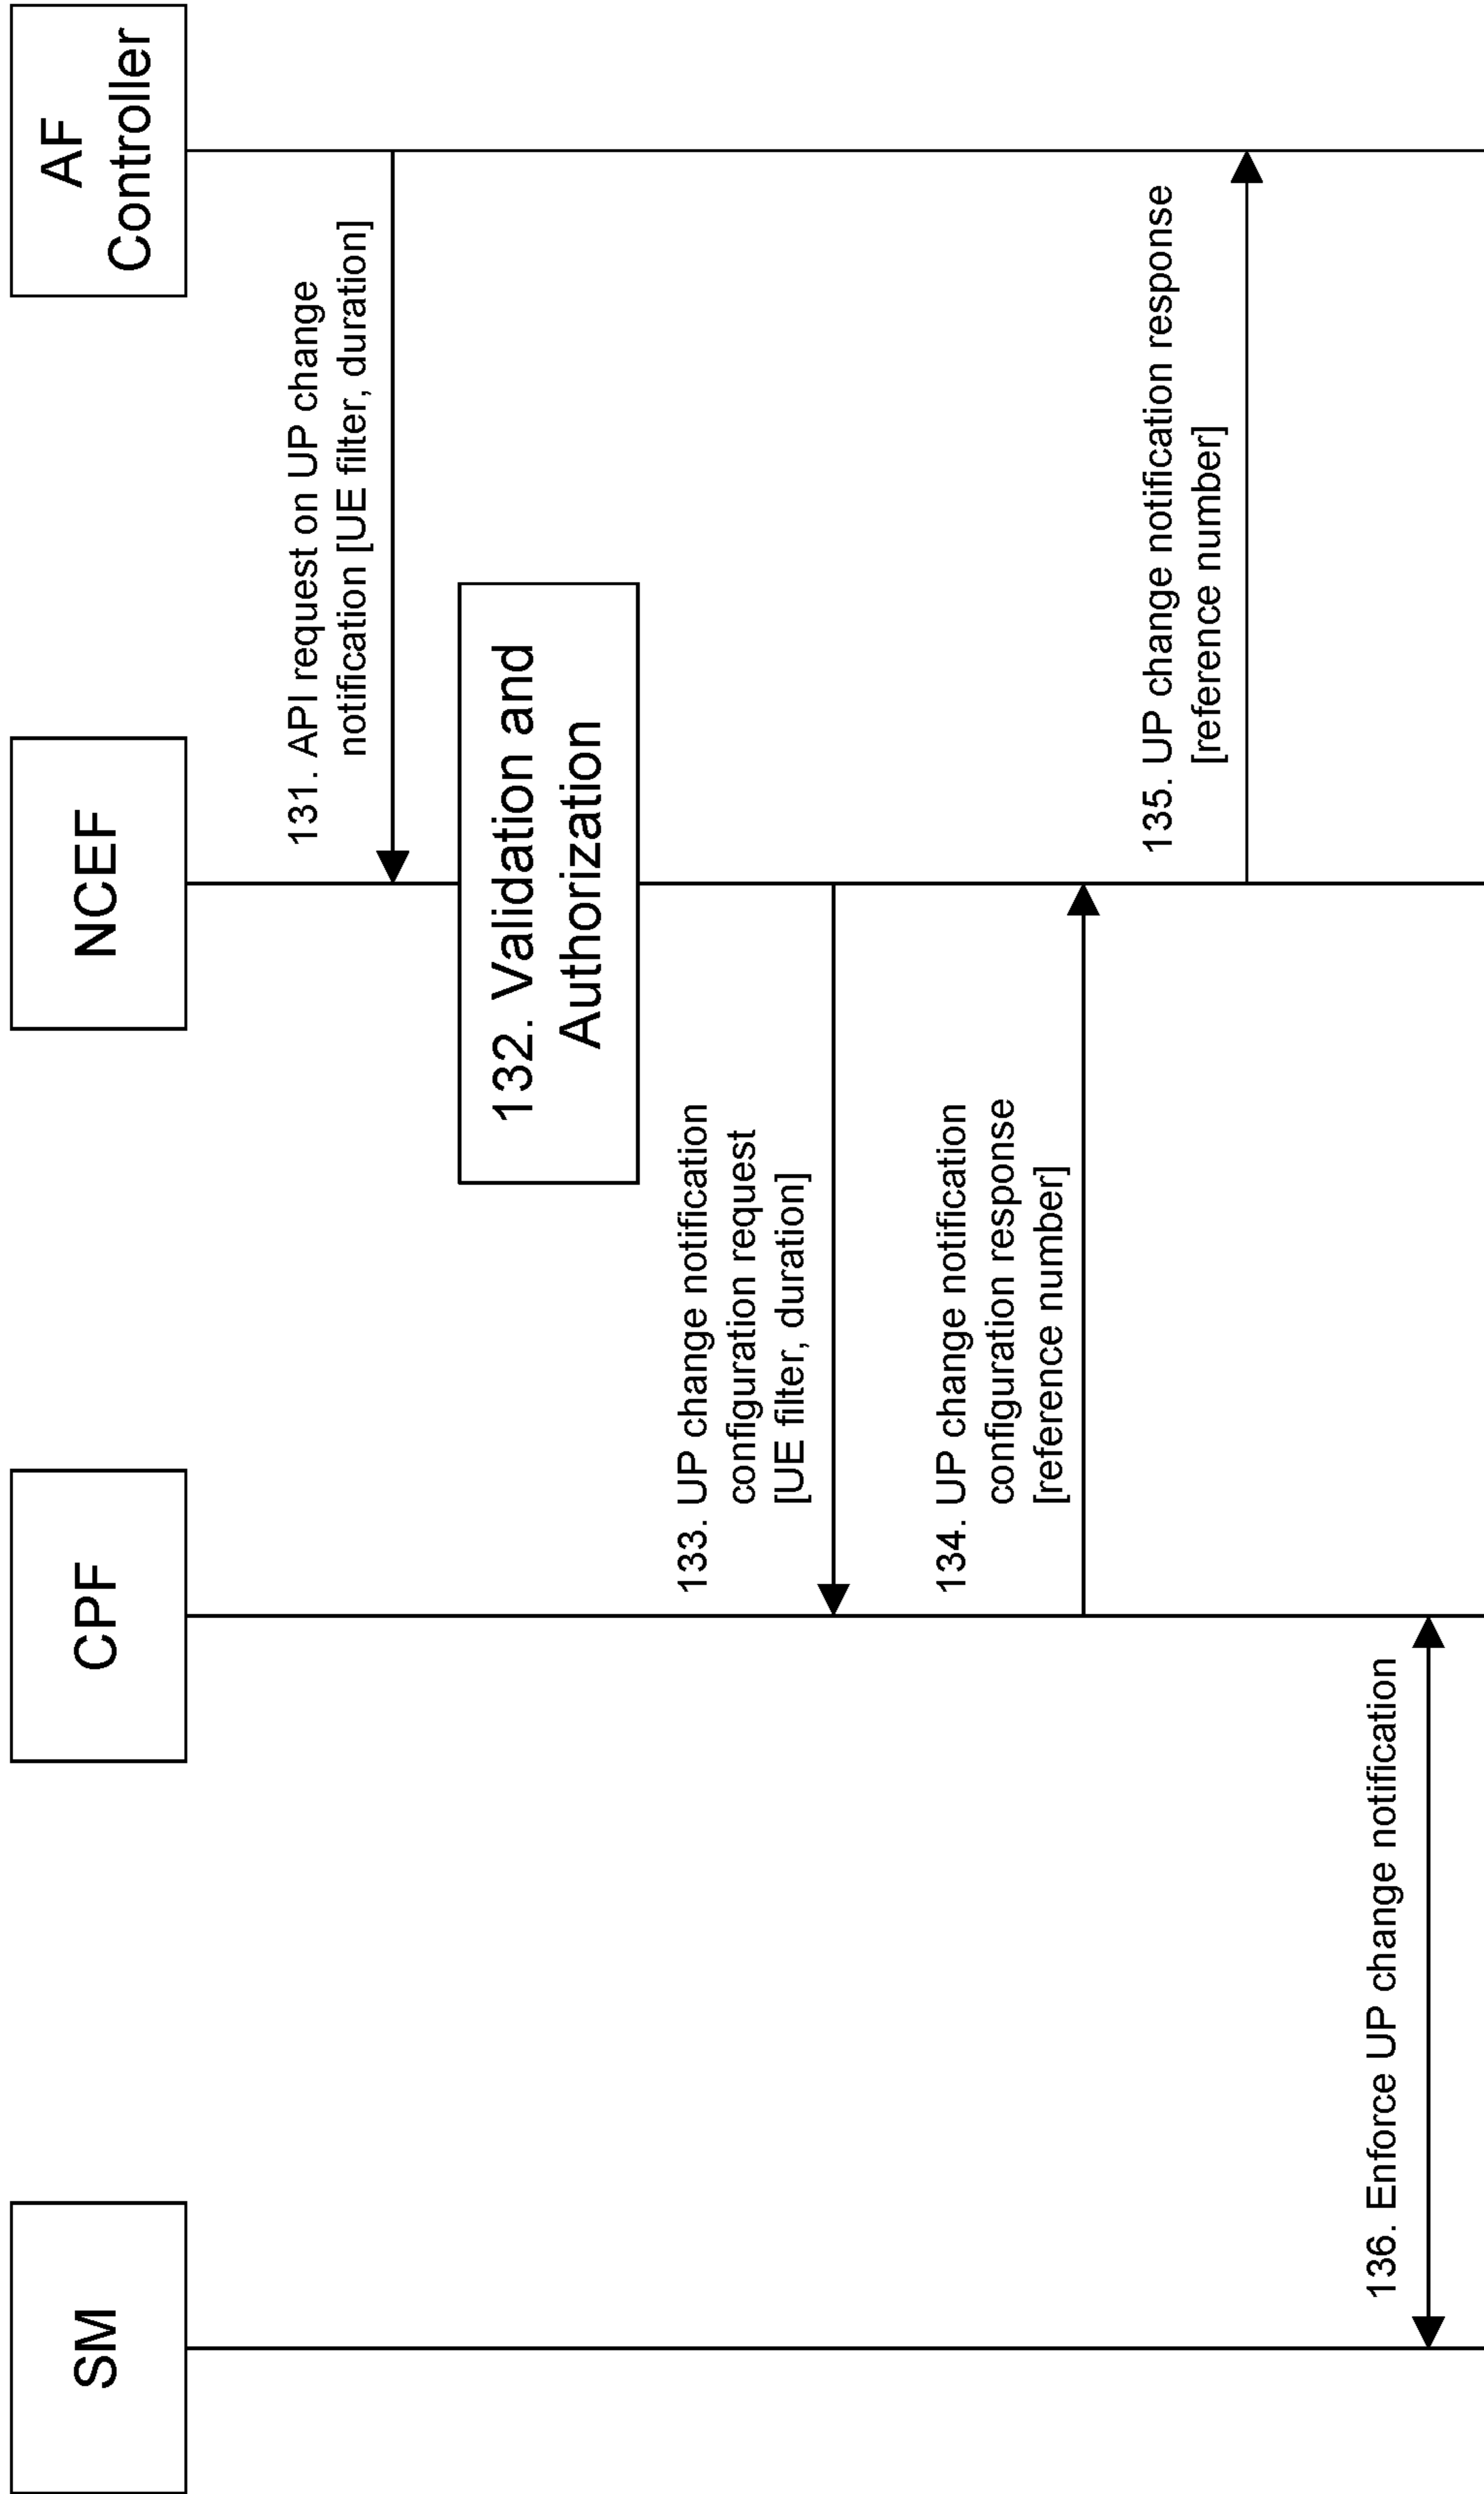 SM
CPF
NCEF
AF
Controller
131. API request on UP change
notification [UE filter, duration]
132. Validation and
Authorization
133. UP change notification
configuration request
[UE filter, duration]
134. UP change notification
configuration response
[reference number]
135. UP change notification response
[reference number]
136. Enforce UP change notification